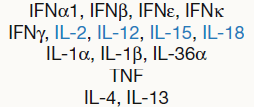 IFNα1, IFNβ, IFNε, IFNκ
IFNγ, IL-2, IL-12, IL-15, IL-18
IL-1α, IL-1β, IL-36α
TNF
IL-4, IL-13